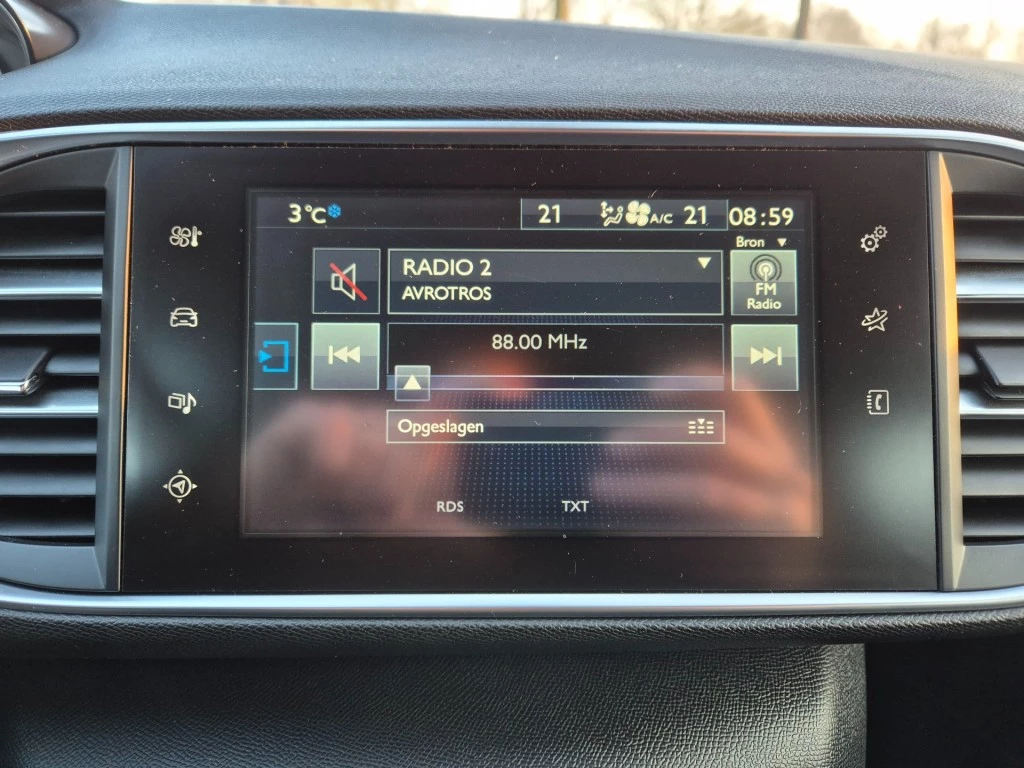 3°C 21 A/C 21 08:59
Bron
RADIO 2
AVROTROS
FM
Radio
88.00 MHz
Opgeslagen
RDS TXT